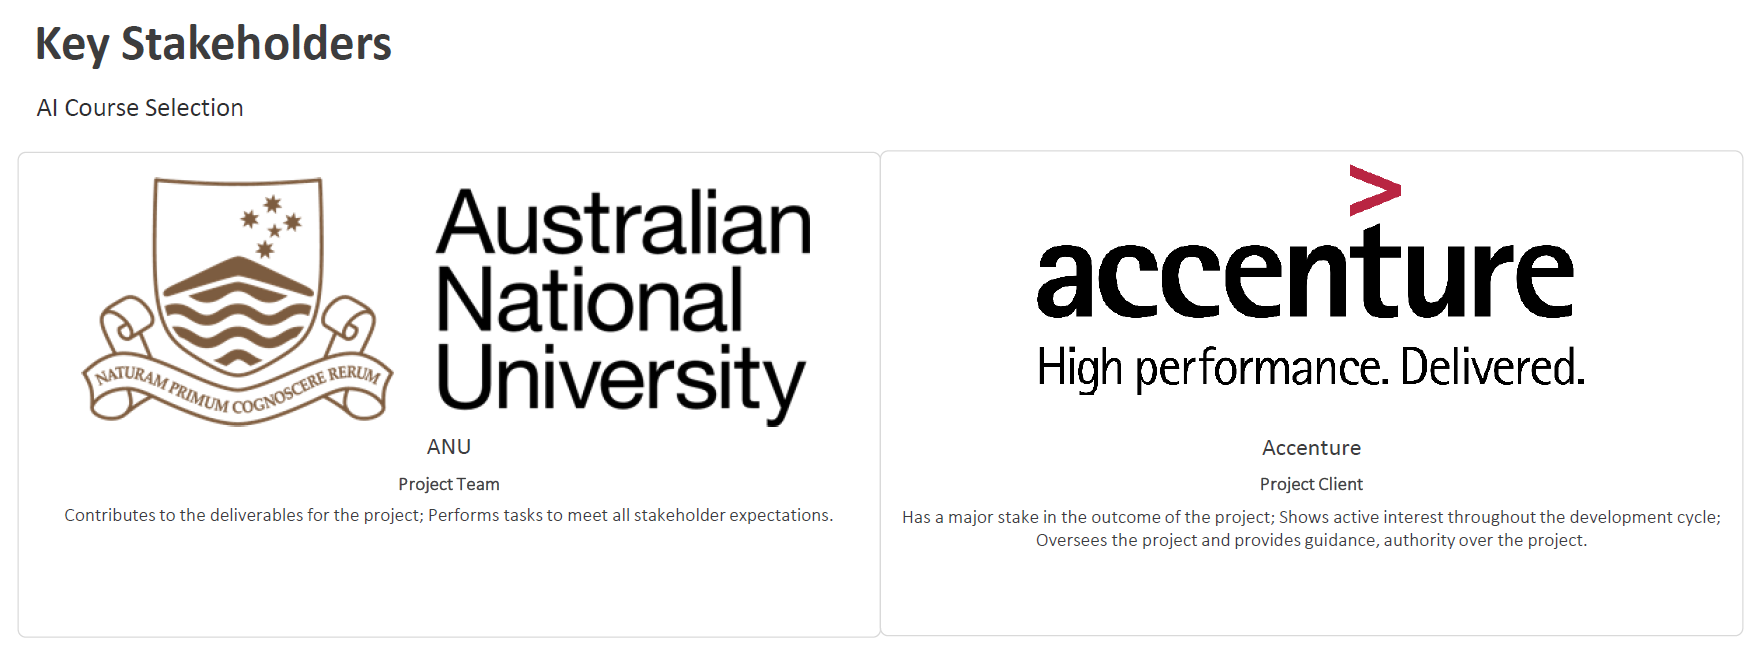 Key Stakeholders
AI Course Selection
NATURAM PRIMUM COGNOSCERE RERUM
Australian
National
University
ANU
Project Team
Contributes to the deliverables for the project; Performs tasks to meet all stakeholder expectations.
>
accenture
High performance. Delivered.
Accenture
Project Client
Has a major stake in the outcome of the project; Shows active interest throughout the development cycle;
Oversees the project and provides guidance, authority over the project.